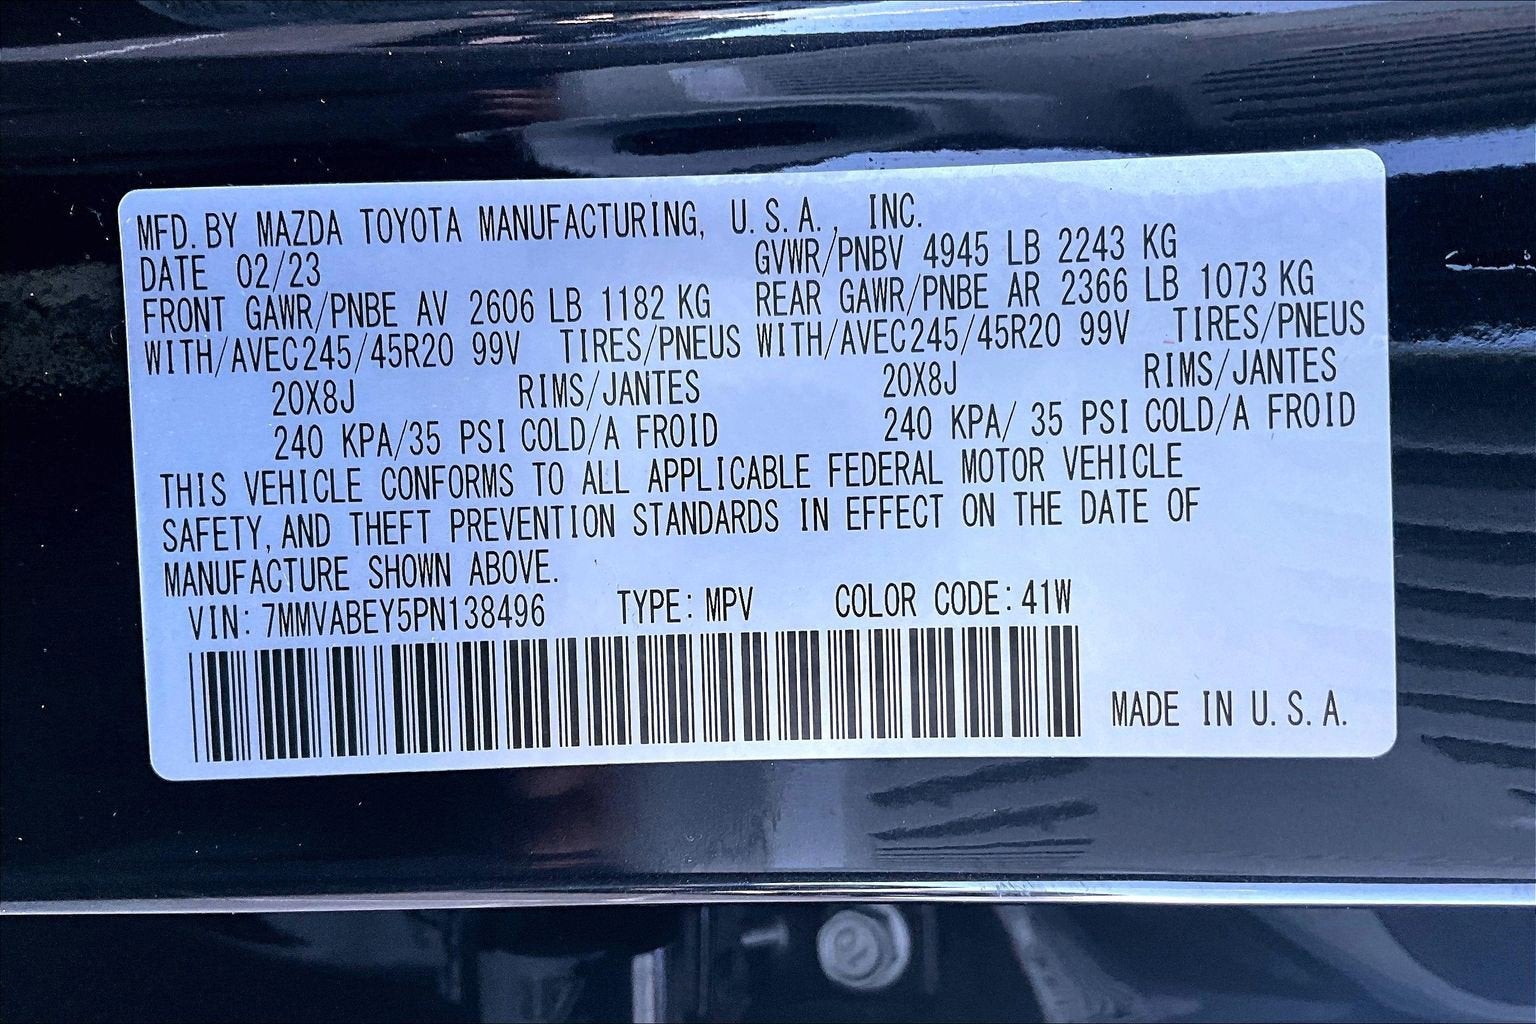 MFD. BY MAZDA TOYOTA MANUFACTURING, U.S.A., INC.
DATE 02/23 GVWR/PNBV 4945 LB 2243 KG
FRONT GAWR/PNBE AV 2606 LB 1182 KG REAR GAWR/PNBE AR 2366 LB 1073 KG
WITH/AVEC245/45R20 99V TIRES/PNEUS WITH/AVEC245/45R20 99V TIRES/PNEUS
20X8J RIMS/JANTES 20X8J RIMS/JANTES
240 KPA/35 PSI COLD/A FROID 240 KPA/ 35 PSI COLD/A FROID
THIS VEHICLE CONFORMS TO ALL APPLICABLE FEDERAL MOTOR VEHICLE
SAFETY, AND THEFT PREVENTION STANDARDS IN EFFECT ON THE DATE OF
MANUFACTURE SHOWN ABOVE.
VIN: 7MMVABEY5PN138496 TYPE: MPV COLOR CODE: 41W
MADE IN U.S.A.